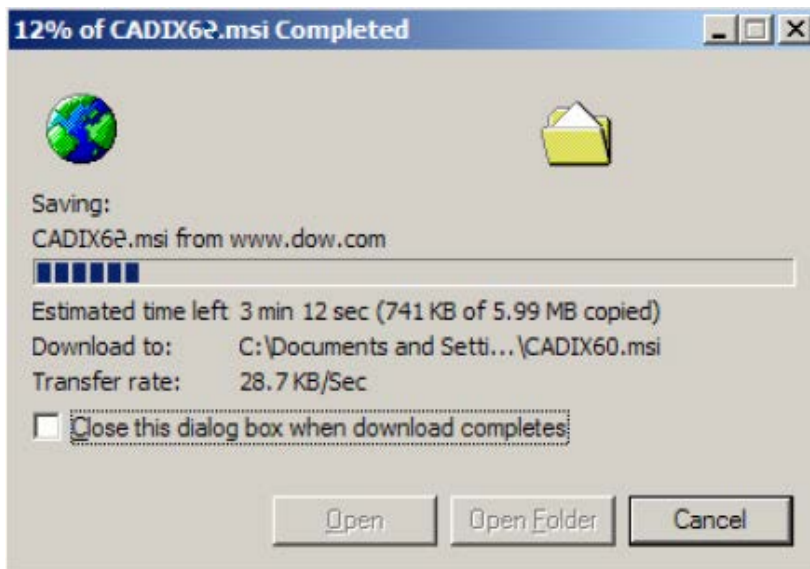 12% of CADIX6?.msi Completed
Saving:
CADIX6?.msi from www.dow.com
Estimated time left 3 min 12 sec (741 KB of 5.99 MB copied)
Download to: C:\Documents and Setti...\CADIX60.msi
Transfer rate: 28.7 KB/Sec
Close this dialog box when download completes
Open Open Folder Cancel